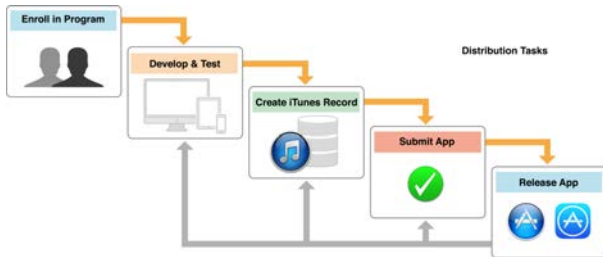 Enroll in Program
Develop & Test
Distribution Tasks
Create iTunes Record
Submit App
Release App